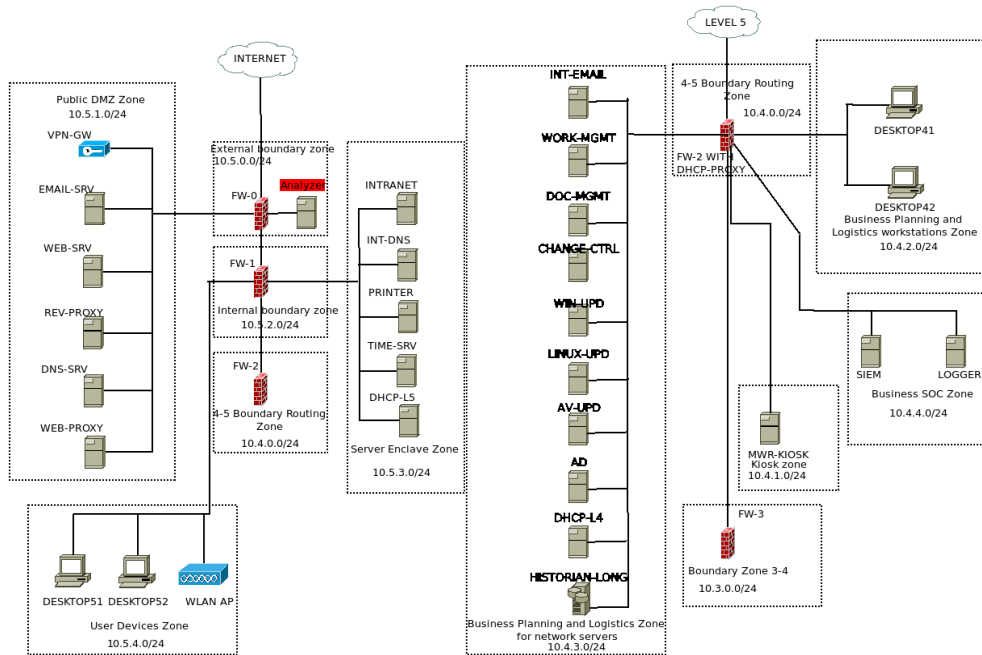 INTERNET
Public DMZ Zone
10.5.1.0/24
VPN-GW
EMAIL-SRV
WEB-SRV
REV-PROXY
DNS-SRV
WEB-PROXY
External boundary zone
10.5.0.0/24
FW-0
Analyzer
FW-1
Internal boundary zone
10.5.2.0/24
FW-2
4-5 Boundary Routing
Zone
10.4.0.0/24
INTRANET
INT-DNS
PRINTER
TIME-SRV
DHCP-L5
Server Enclave Zone
10.5.3.0/24
DESKTOP51
DESKTOP52
WLAN AP
User Devices Zone
10.5.4.0/24
INT-EMAIL
WORK-MGMT
DOC-MGMT
CHANGE-CTRL
WIN-UPD
LINUX-UPD
AV-UPD
AD
DHCP-L4
HISTORIAN-LONG
Business Planning and Logistics Zone
for network servers
10.4.3.0/24
LEVEL 5
4-5 Boundary Routing
Zone
10.4.0.0/24
FW-2 WITH
DHCP-PROXY
DESKTOP41
DESKTOP42
Business Planning and
Logistics workstations Zone
10.4.2.0/24
SIEM
LOGGER
Business SOC Zone
10.4.4.0/24
MWR-KIOSK
Kiosk zone
10.4.1.0/24
FW-3
Boundary Zone 3-4
10.3.0.0/24